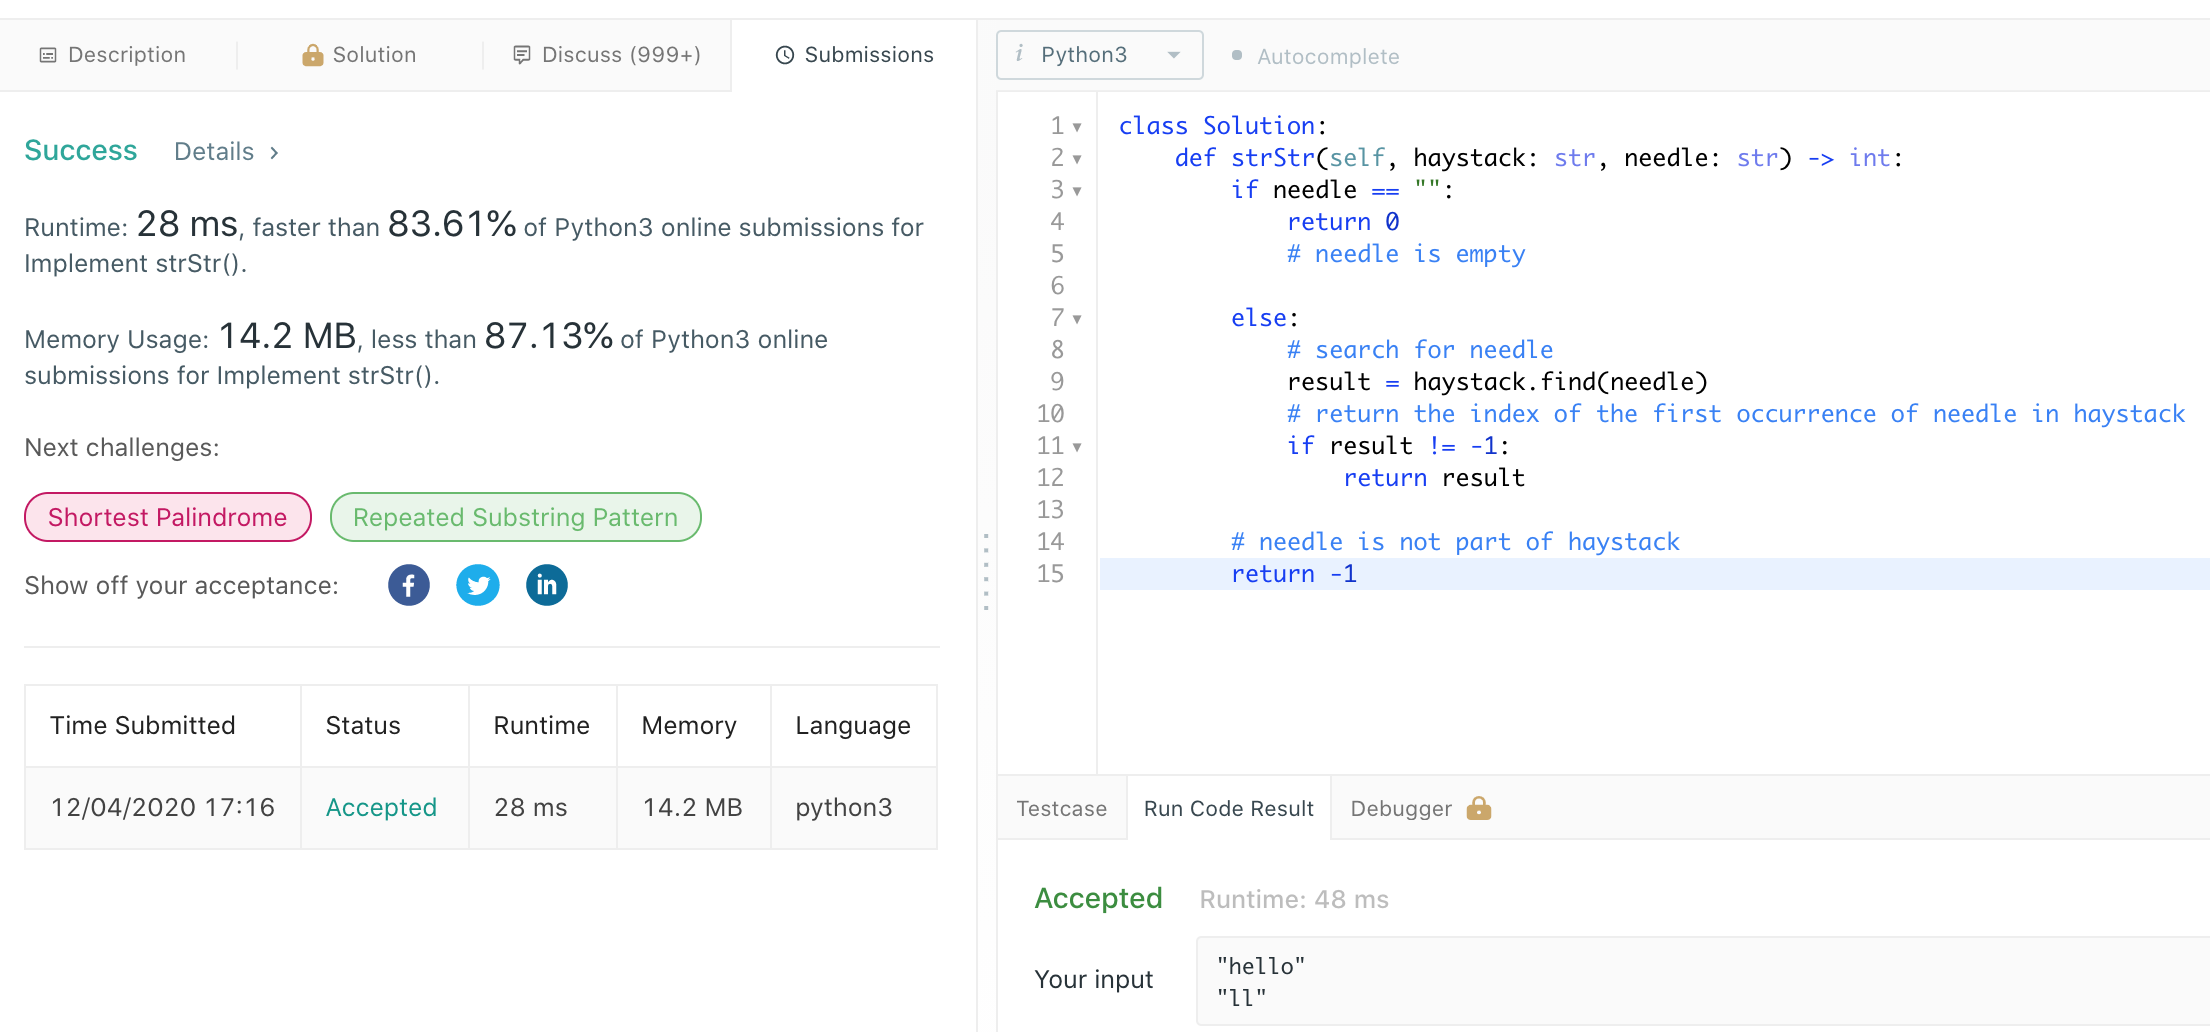 Description
Solution
Discuss (999+)
Submissions
Success Details >
Runtime: 28 ms, faster than 83.61% of Python3 online submissions for
Implement strStr().
Memory Usage: 14.2 MB, less than 87.13% of Python3 online
submissions for Implement strStr().
Next challenges:
Shortest Palindrome
Repeated Substring Pattern
Show off your acceptance:
f
in
Time Submitted Status Runtime Memory Language
12/04/2020 17:16 Accepted 28 ms 14.2 MB python3
i Python3
Autocomplete
1 class Solution:
2     def strStr(self, haystack: str, needle: str) -> int:
3         if needle == "":
4             return 0
5             # needle is empty
6
7         else:
8             # search for needle
9             result = haystack.find(needle)
10             # return the index of the first occurrence of needle in haystack
11             if result != -1:
12                 return result
13
14         # needle is not part of haystack
15         return -1
Testcase
Run Code Result
Debugger
Accepted Runtime: 48 ms
Your input
"hello"
"ll"